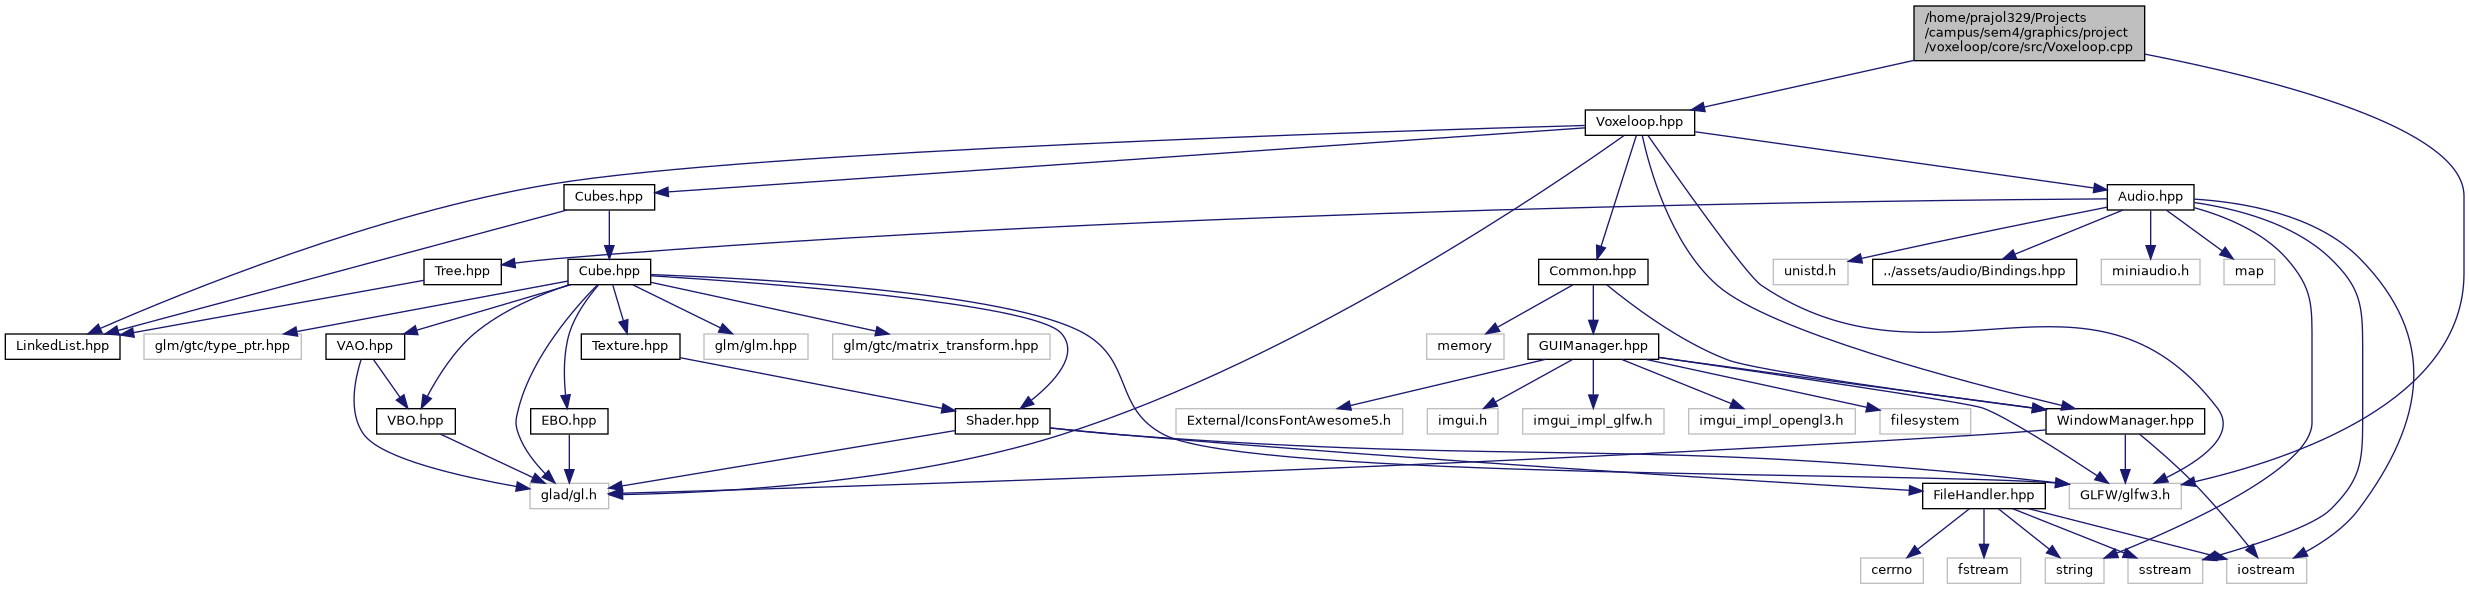 /home/prajol329/Projects
/campus/sem4/graphics/project
/voxeloop/core/src/Voxeloop.cpp
Voxeloop.hpp
Cubes.hpp
Audio.hpp
Tree.hpp
Cube.hpp
Common.hpp
unistd.h
../assets/audio/Bindings.hpp
miniaudio.h
map
LinkedList.hpp
glm/gtc/type_ptr.hpp
VAO.hpp
Texture.hpp
glm/glm.hpp
glm/gtc/matrix_transform.hpp
memory
GUIManager.hpp
VBO.hpp
EBO.hpp
Shader.hpp
External/IconsFontAwesome5.h
imgui.h
imgui_impl_glfw.h
imgui_impl_opengl3.h
filesystem
WindowManager.hpp
glad/gl.h
FileHandler.hpp
GLFW/glfw3.h
cerrno
fstream
string
sstream
iostream